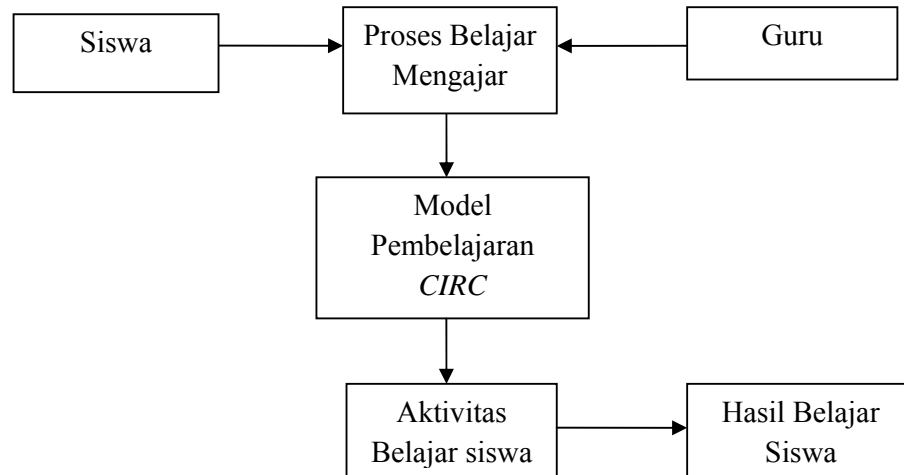 Siswa
Proses Belajar
Mengajar
Guru
Model
Pembelajaran
CIRC
Aktivitas
Belajar siswa
Hasil Belajar
Siswa